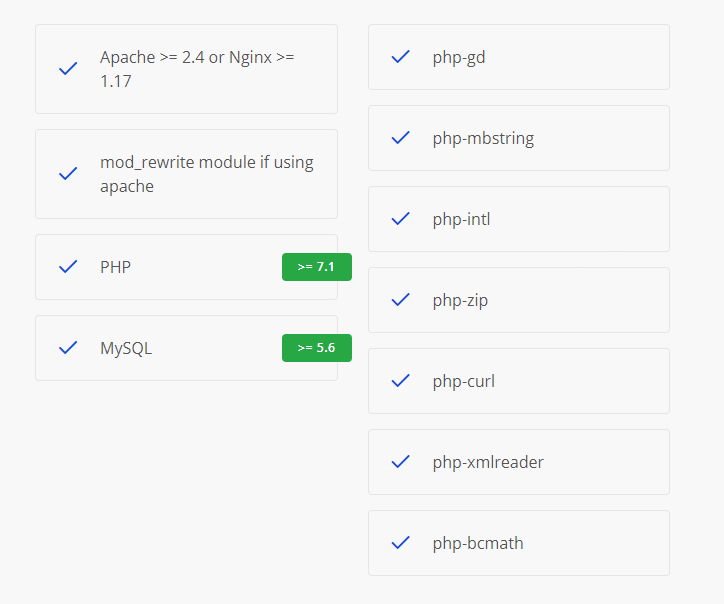 Apache >= 2.4 or Nginx >=
1.17
mod_rewrite module if using
apache
PHP
>= 7.1
MySQL
>= 5.6
php-gd
php-mbstring
php-intl
php-zip
php-curl
php-xmlreader
php-bcmath